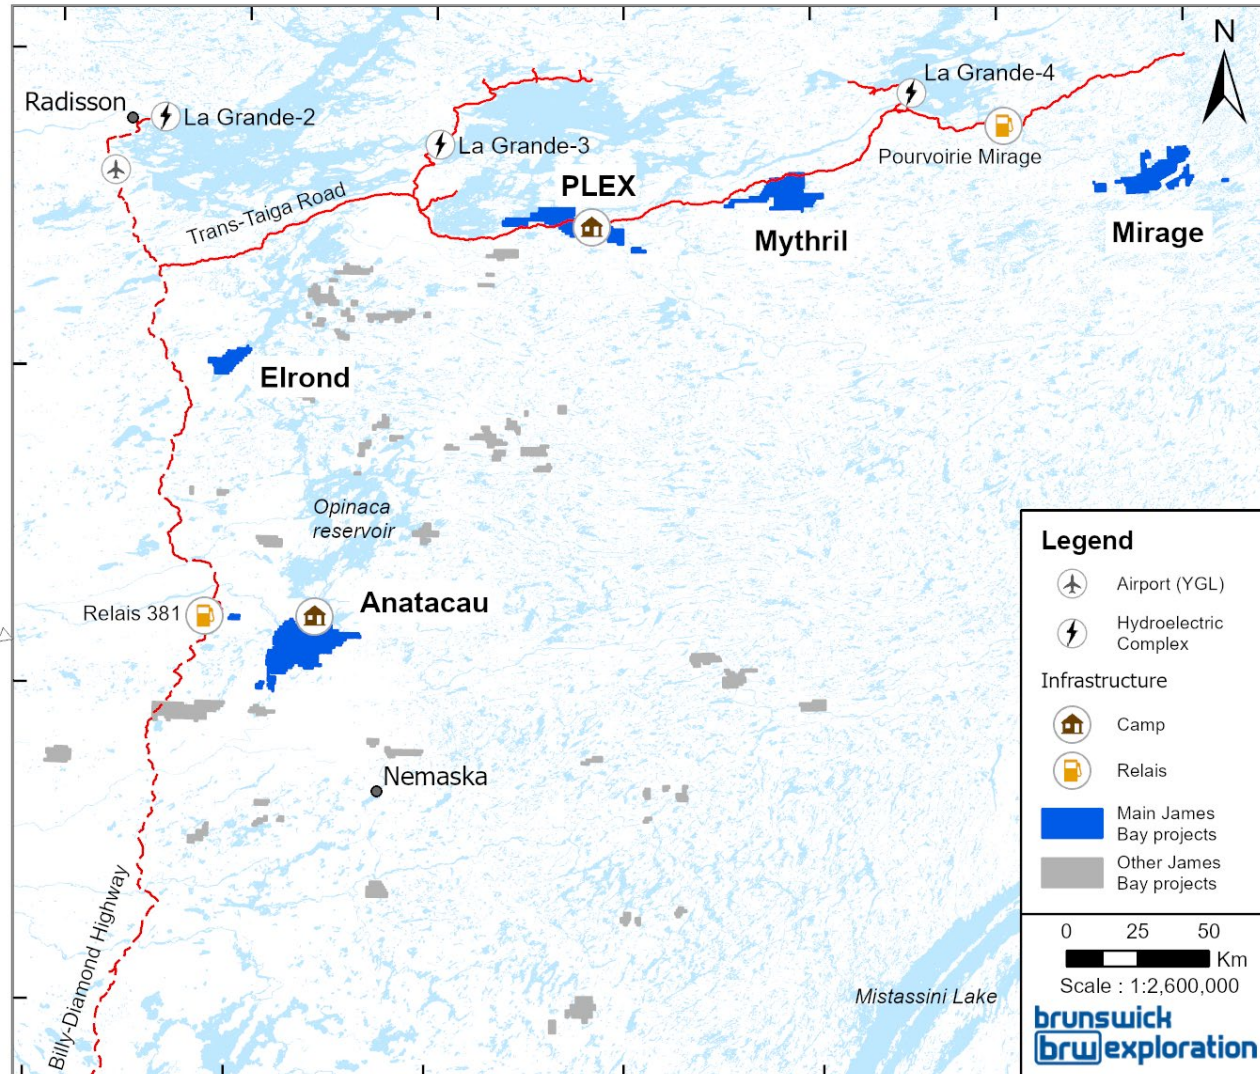 N
La Grande-4
Radisson
La Grande-2
La Grande-3
Pourvoirie Mirage
PLEX
Trans-Taiga Road
Mythril
Mirage
Elrond
Opinaca
reservoir
Relais 381
Anatacau
Nemaska
Billy-Diamond Highway
Mistassini Lake
Legend
Airport (YGL)
Hydroelectric
Complex
Infrastructure
Camp
Relais
Main James
Bay projects
Other James
Bay projects
0 25 50
Km
Scale : 1:2,600,000
brunswick
brw exploration